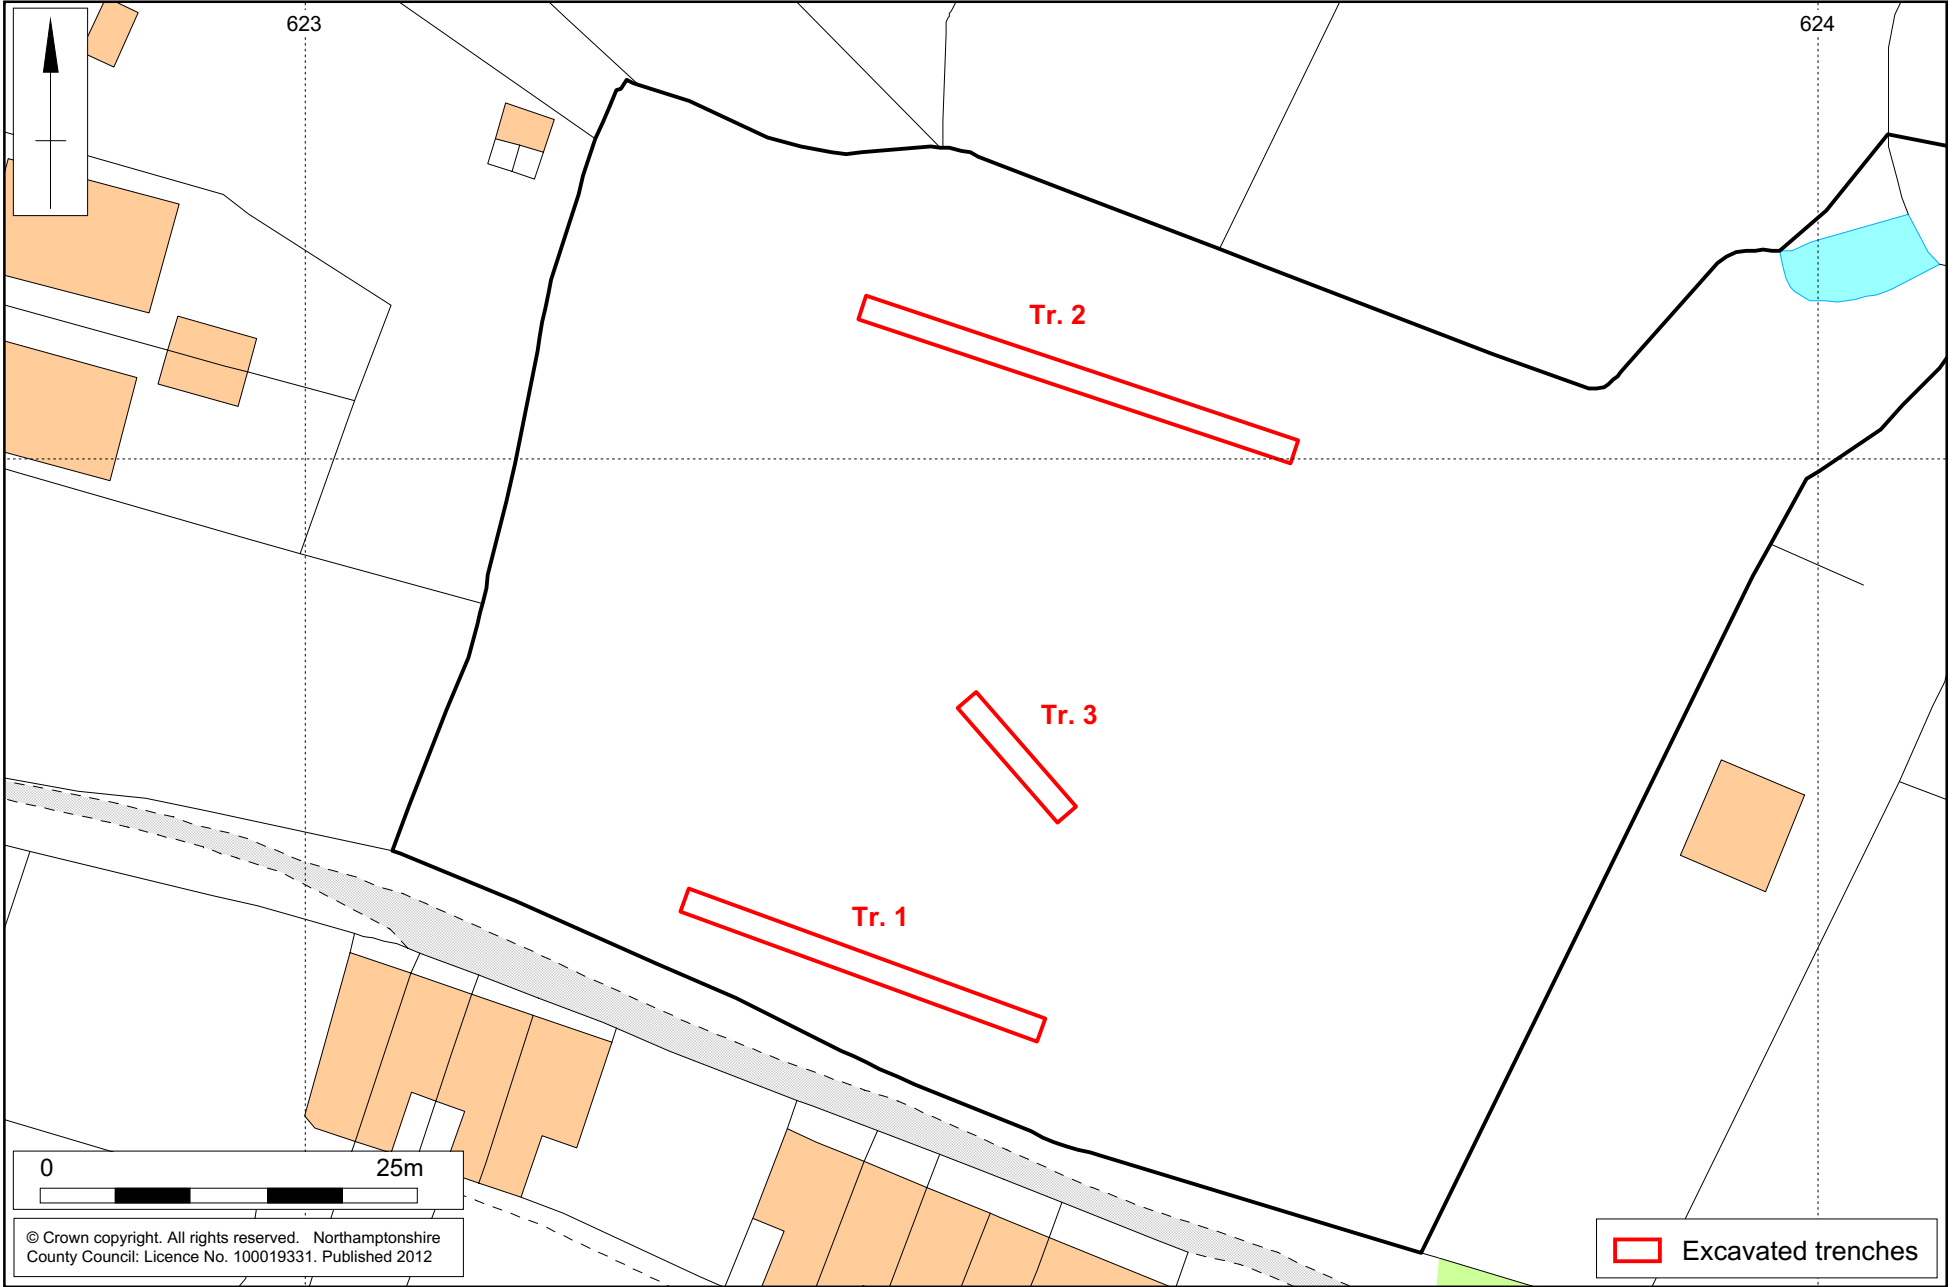 623
624
Tr. 2
Tr. 3
Tr. 1
0 25m
© Crown copyright. All rights reserved. Northamptonshire
County Council: Licence No. 100019331. Published 2012
Excavated trenches